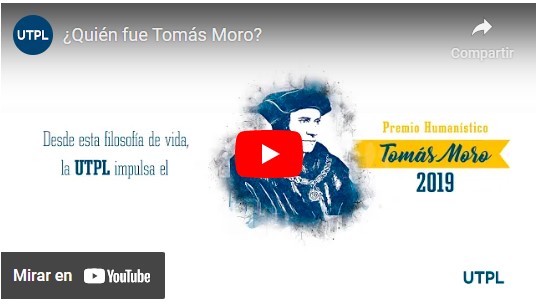 UTPL
¿Quién fue Tomás Moro?
Compartir
Desde esta filosofía de vida,
la UTPL impulsa el
Premio Humanístico
Tomás Moro
2019
Mirar en YouTube
UTPL